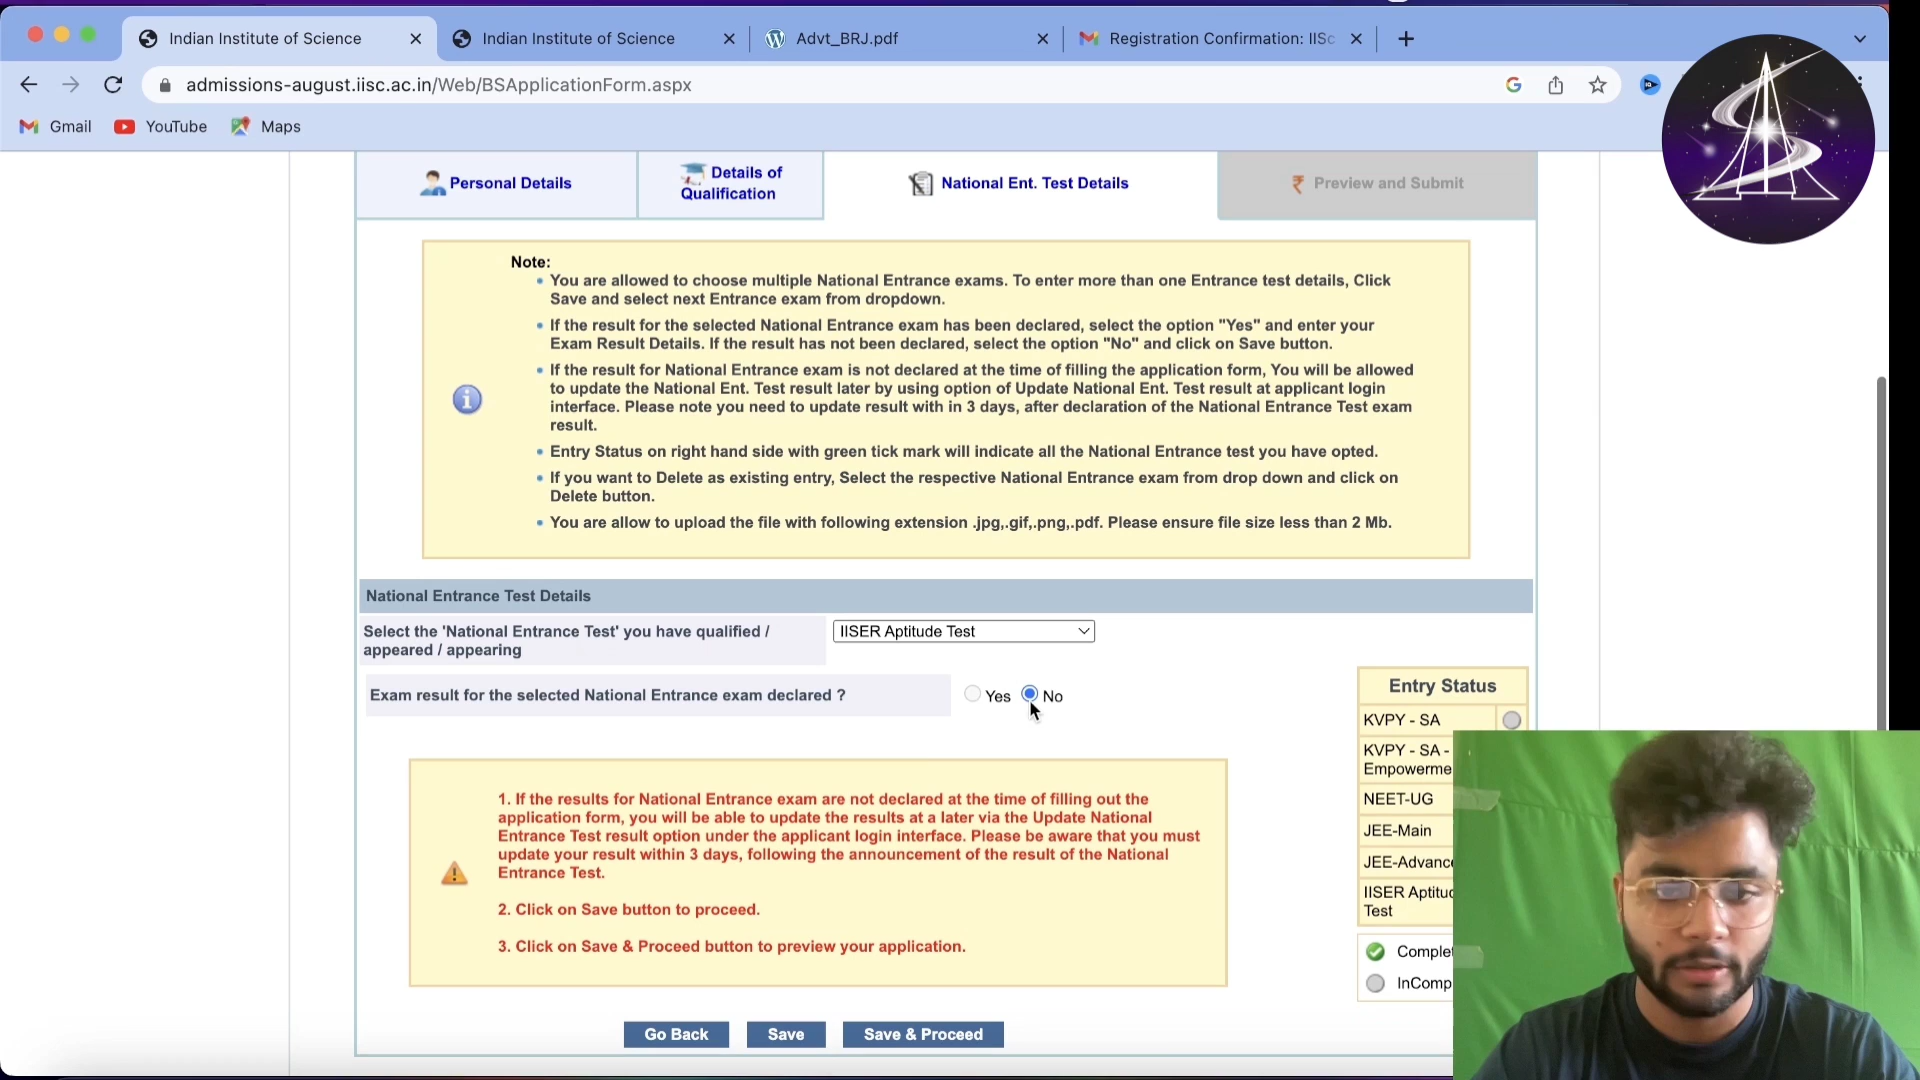 Indian Institute of Science
Indian Institute of Science
Advt_BRJ.pdf
Registration Confirmation: IISc
admissions-august.iisc.ac.in/Web/BSApplicationForm.aspx
Gmail
YouTube
Maps
Personal Details
Details of
Qualification
National Ent. Test Details
Preview and Submit
Note:
You are allowed to choose multiple National Entrance exams. To enter more than one Entrance test details, Click
Save and select next Entrance exam from dropdown.
If the result for the selected National Entrance exam has been declared, select the option "Yes" and enter your
Exam Result Details. If the result has not been declared, select the option "No" and click on Save button.
If the result for National Entrance exam is not declared at the time of filling the application form, You will be allowed
to update the National Ent. Test result later by using option of Update National Ent. Test result at applicant login
interface. Please note you need to update result with in 3 days, after declaration of the National Entrance Test exam
result.
Entry Status on right hand side with green tick mark will indicate all the National Entrance test you have opted.
If you want to Delete as existing entry, Select the respective National Entrance exam from drop down and click on
Delete button.
You are allow to upload the file with following extension .jpg,.gif,.png,.pdf. Please ensure file size less than 2 Mb.
National Entrance Test Details
Select the 'National Entrance Test' you have qualified /
appeared / appearing
IISER Aptitude Test
Exam result for the selected National Entrance exam declared ?
Yes
No
Entry Status
KVPY - SA
KVPY - SA -
Empowerme
NEET-UG
JEE-Main
JEE-Advance
IISER Aptitud
Test
Complet
InComp
1. If the results for National Entrance exam are not declared at the time of filling out the
application form, you will be able to update the results at a later via the Update National
Entrance Test result option under the applicant login interface. Please be aware that you must
update your result within 3 days, following the announcement of the result of the National
Entrance Test.
2. Click on Save button to proceed.
3. Click on Save & Proceed button to preview your application.
Go Back
Save
Save & Proceed